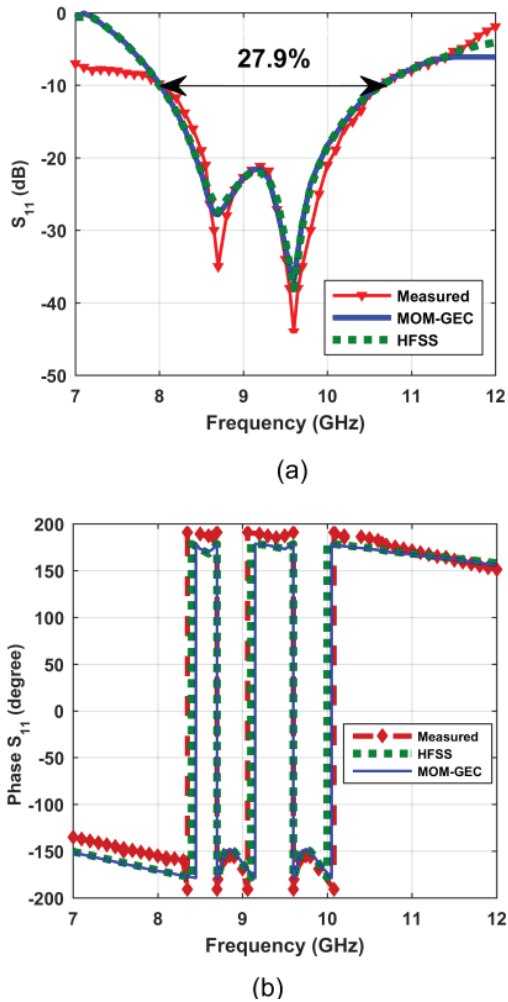 0
-10
-20
-30
-40
-50
S11 (dB)
27.9%
Measured
MOM-GEC
HFSS
7 8 9 10 11 12
Frequency (GHz)
(a)
200
150
100
50
0
-50
-100
-150
-200
Phase S11 (degree)
Measured
HFSS
MOM-GEC
7 8 9 10 11 12
Frequency (GHz)
(b)